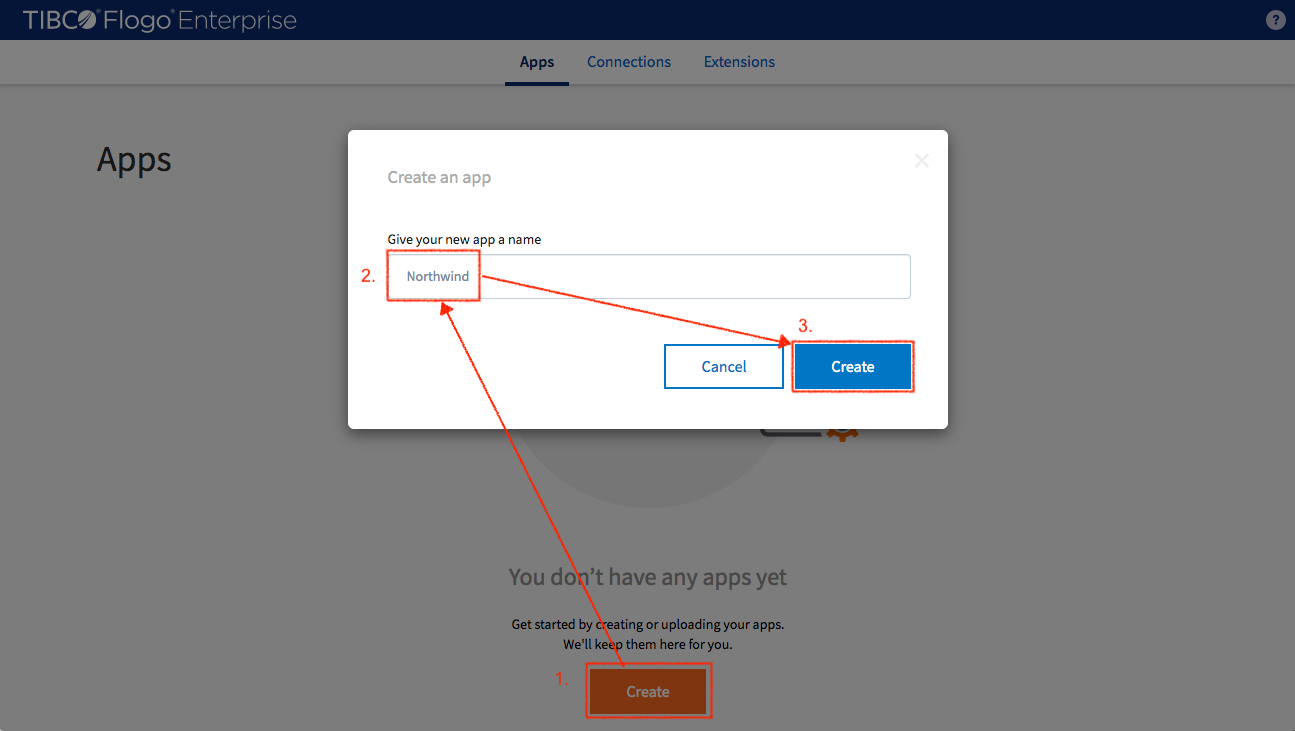 TIBCO® Flogo® Enterprise
?
Apps Connections Extensions
Apps
Create an app
Give your new app a name
2. Northwind
3.
Cancel Create
You don't have any apps yet
Get started by creating or uploading your apps.
We'll keep them here for you.
1. Create